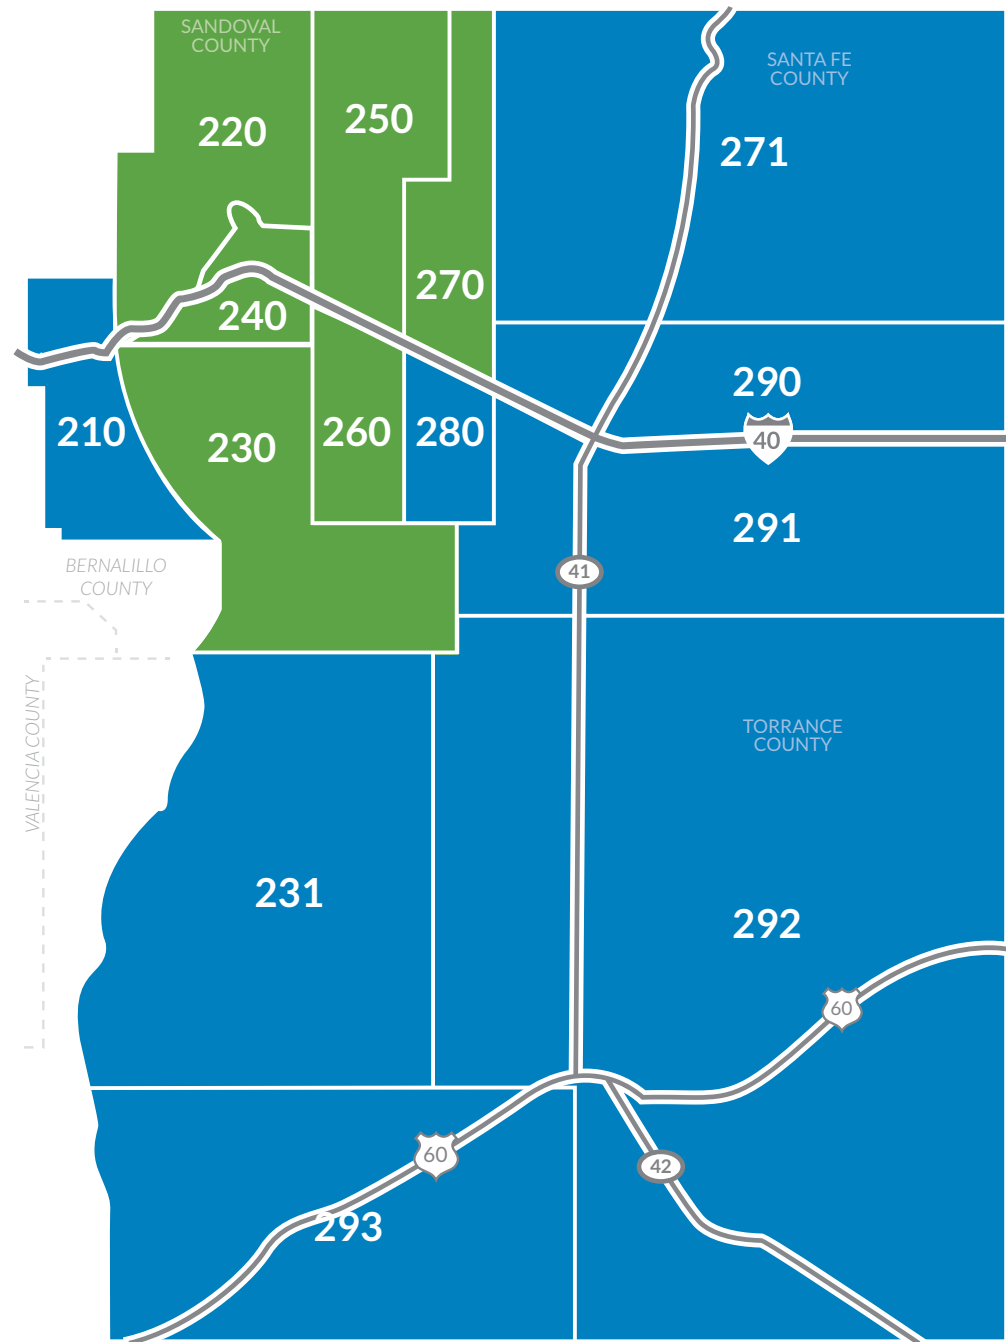 SANDOVAL
COUNTY
SANTA FE
COUNTY
220
250
271
270
240
290
210
230
260
280
40
291
BERNALILLO
COUNTY
41
VALENCIA COUNTY
TORRANCE
COUNTY
231
292
60
60
42
293